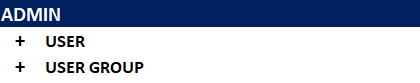 ADMIN
+ USER
+ USER GROUP